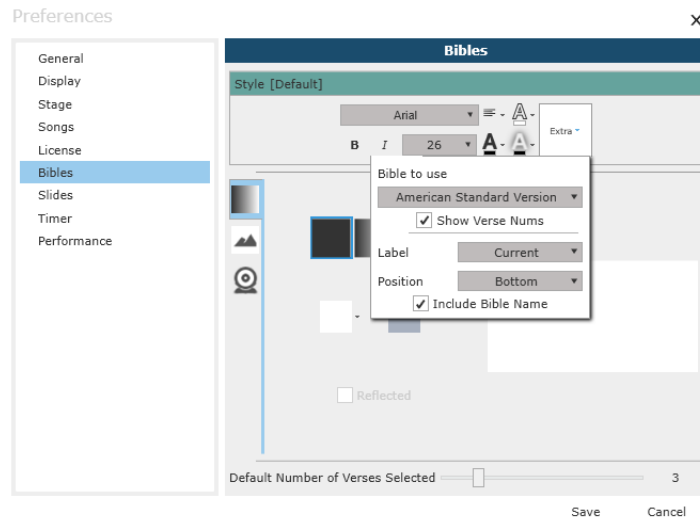 Preferences
X
General
Display
Stage
Songs
License
Bibles
Slides
Timer
Performance
Bibles
Style [Default]
Arial
A
B I 26 A A
Extra
Bible to use
American Standard Version
Show Verse Nums
Label Current
Position Bottom
Include Bible Name
Reflected
Default Number of Verses Selected 3
Save Cancel